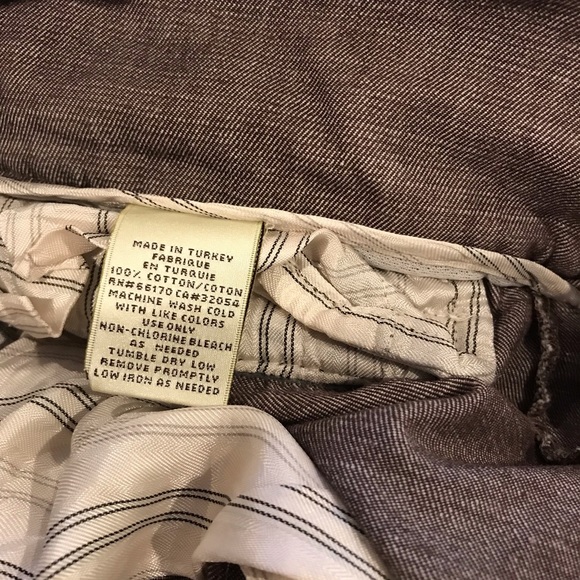 MADE IN TURKEY
FABRIQUE
EN TURQUIE
100% COTTON/COTON
RN#66170 CA#32054
MACHINE WASH COLD
WITH LIKE COLORS
USE ONLY
NON-CHLORINE BLEACH
AS NEEDED
TUMBLE DRY LOW
REMOVE PROMPTLY
LOW IRON AS NEEDED